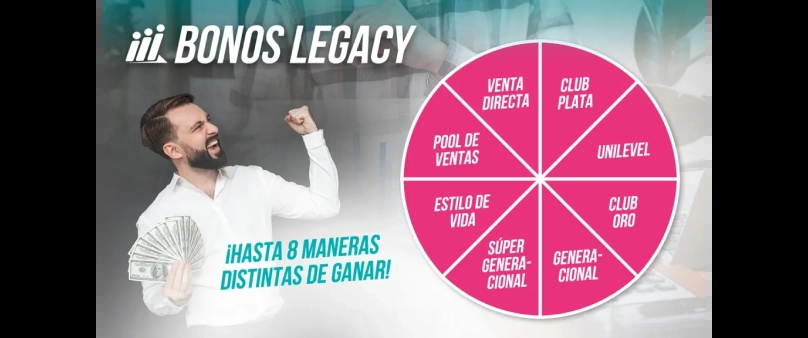 BONOS LEGACY
VENTA
DIRECTA
CLUB
PLATA
POOL DE
VENTAS
UNILEVEL
ESTILO DE
VIDA
CLUB
ORO
SÚPER
GENERA-
CIONAL
GENERA-
CIONAL
¡HASTA 8 MANERAS
DISTINTAS DE GANAR!